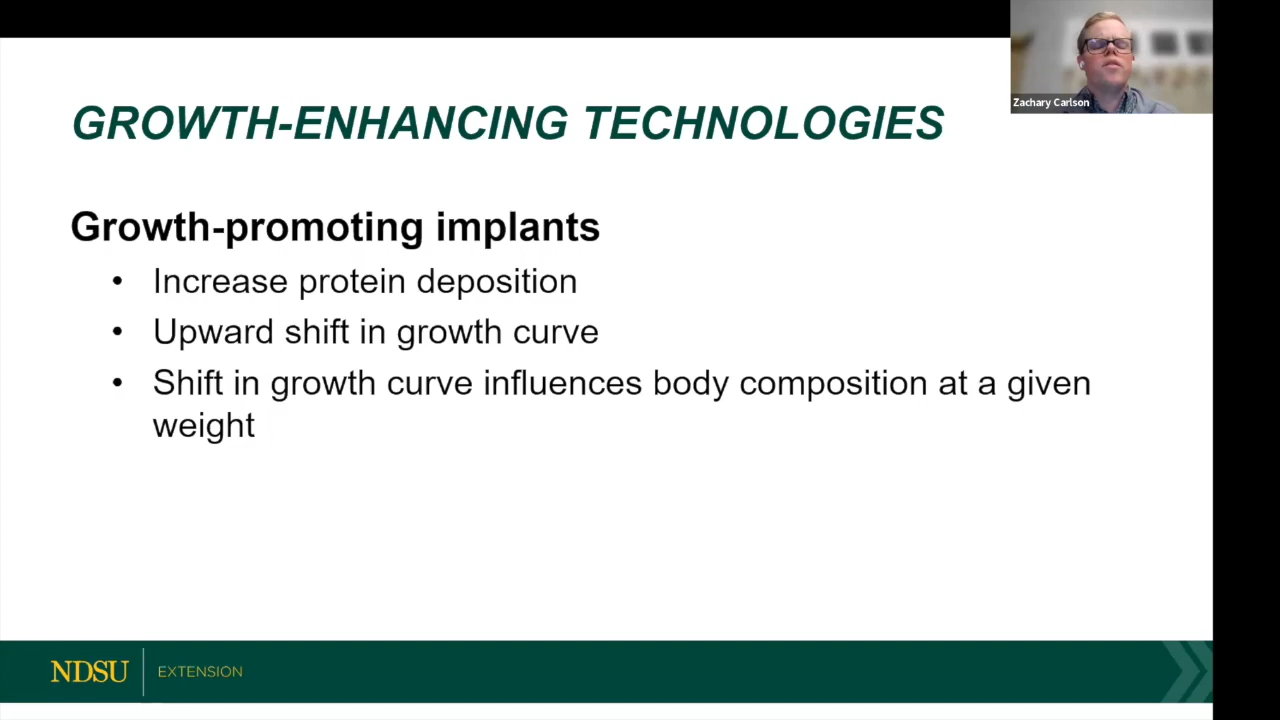 Zachary Carlson
GROWTH-ENHANCING TECHNOLOGIES
Growth-promoting implants
• Increase protein deposition
• Upward shift in growth curve
• Shift in growth curve influences body composition at a given
weight
NDSU EXTENSION